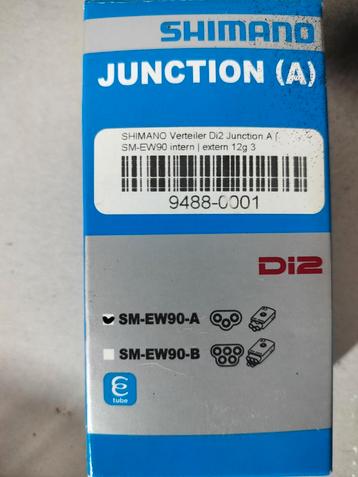 SHIMANO
JUNCTION (A)
SHIMANO Verteiler Di2 Junction A (
SM-EW90 intern | extern 12g 3
9488-0001
Di2
SM-EW90-A
SM-EW90-B
tube